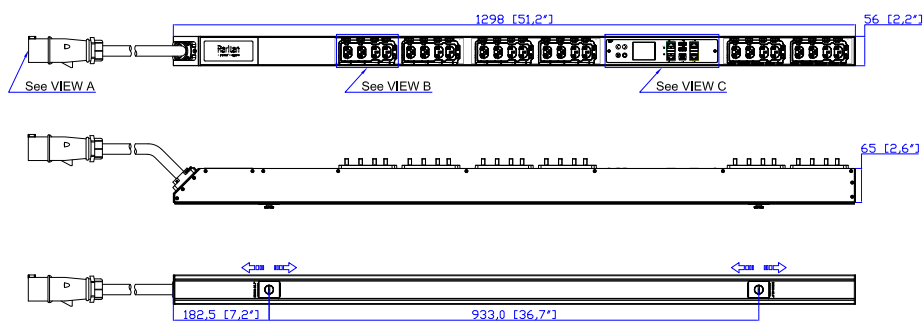 1298 [51,2"]
56 [2,2"]
Raritan
See VIEW A
See VIEW B
See VIEW C
65 [2,6"]
182,5 [7,2"]
933,0 [36,7"]